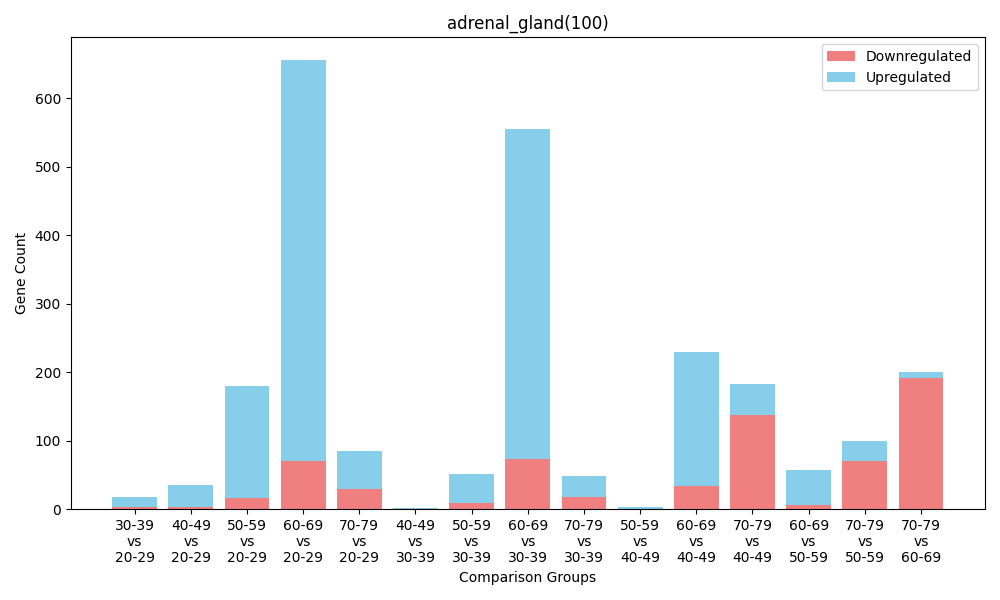 adrenal_gland(100)
Downregulated
Upregulated
Gene Count
600
500
400
300
200
100
0
30-39 40-49 50-59 60-69 70-79 40-49 50-59 60-69 70-79 50-59 60-69 70-79 60-69 70-79 70-79
vs vs vs vs vs vs vs vs vs vs vs vs vs vs vs
20-29 20-29 20-29 20-29 20-29 30-39 30-39 30-39 30-39 40-49 40-49 40-49 50-59 50-59 60-69
Comparison Groups